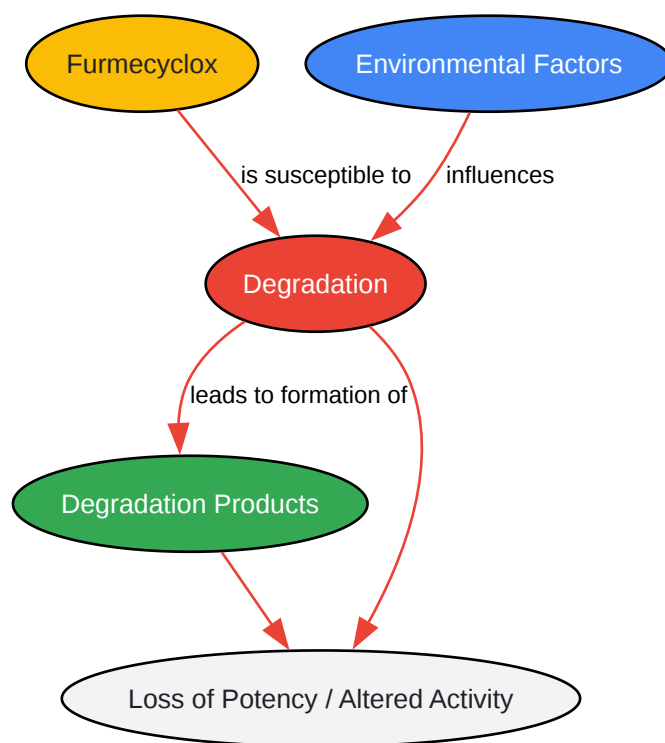 Furmecyclox
Environmental Factors
is susceptible to
influences
Degradation
leads to formation of
Degradation Products
Loss of Potency / Altered Activity